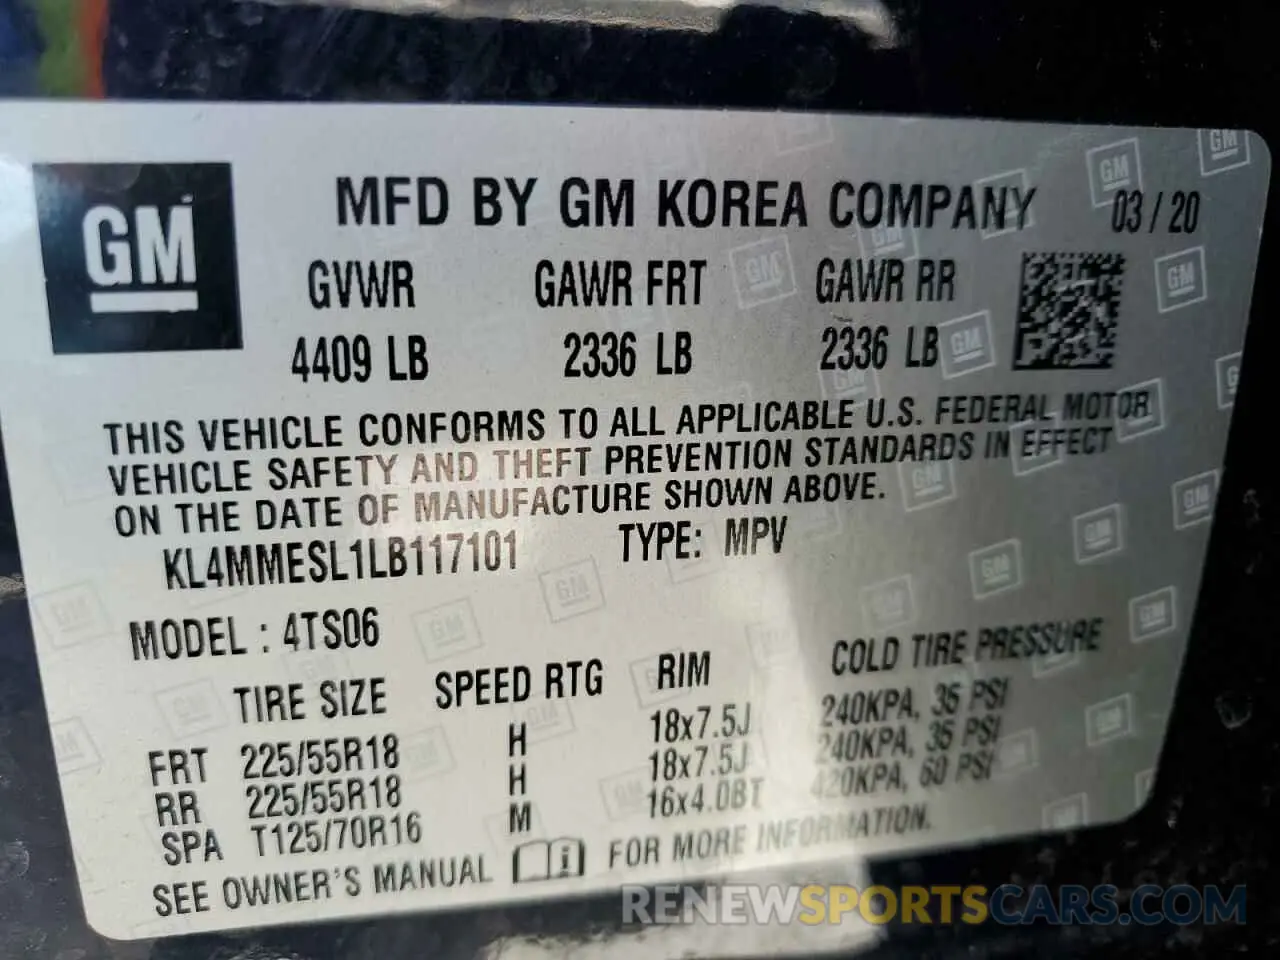 GM
MFD BY GM KOREA COMPANY 03/20
GVWR GAWR FRT GAWR RR
4409 LB 2336 LB 2336 LB
THIS VEHICLE CONFORMS TO ALL APPLICABLE U.S. FEDERAL MOTOR
VEHICLE SAFETY AND THEFT PREVENTION STANDARDS IN EFFECT
ON THE DATE OF MANUFACTURE SHOWN ABOVE.
KL4MMESL1LB117101 TYPE: MPV
MODEL : 4TS06
TIRE SIZE SPEED RTG RIM COLD TIRE PRESSURE
FRT 225/55R18 H 18x7.5J 240KPA, 35 PSI
RR 225/55R18 H 18x7.5J 240KPA, 35 PSI
SPA T125/70R16 M 16x4.0BT 420KPA, 60 PSI
SEE OWNER'S MANUAL i FOR MORE INFORMATION.
RENEWSPORTSCARS.COM